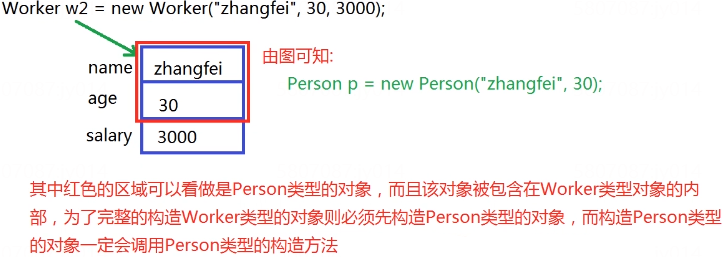 Worker w2 = new Worker("zhangfei", 30, 3000);
name zhangfei
由图可知:
Person p = new Person("zhangfei", 30);
age 30
salary 3000
其中红色的区域可以看做是Person类型的对象，而且该对象被包含在Worker类型对象的内
部，为了完整的构造Worker类型的对象则必须先构造Person类型的对象，而构造Person类型
的对象一定会调用Person类型的构造方法